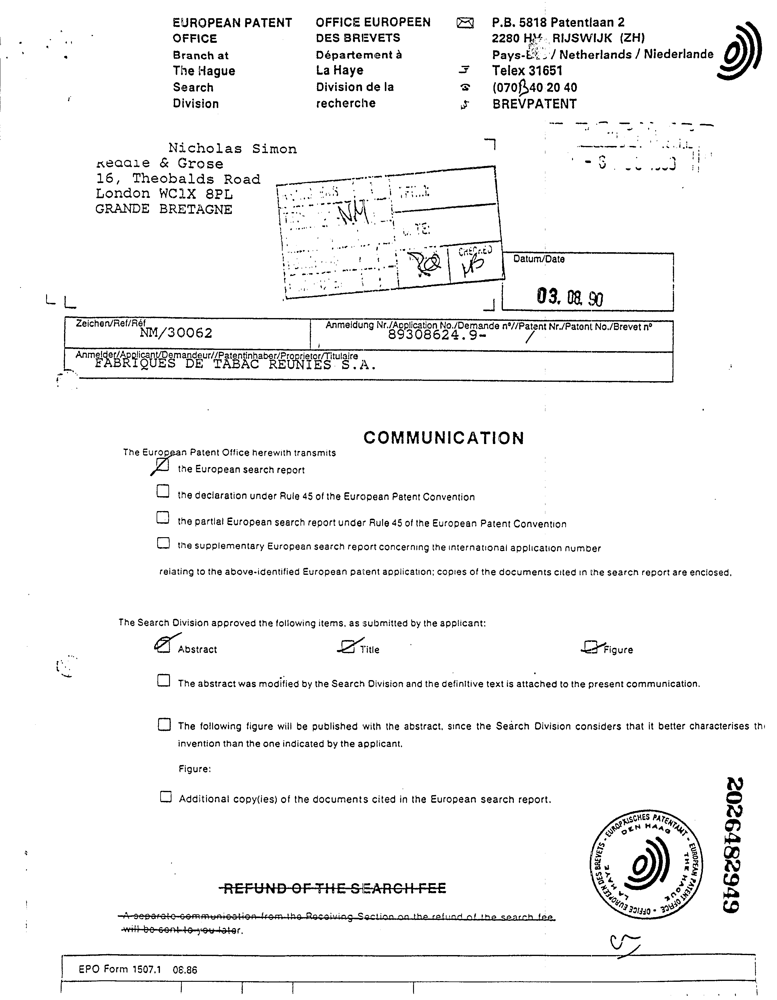 EUROPEAN PATENT OFFICE
Branch at The Hague
Search Division
OFFICE EUROPEEN DES BREVETS
Département à La Haye
Division de la recherche
P.B. 5818 Patentlaan 2
2280 RIJSWIJK (ZH)
/ Netherlands / Niederlande
Telex 31651
(070) 40 20 40
BREVPATENT
Nicholas Simon
& Grose
16, Theobalds Road
London WC1X 8PL
GRANDE BRETAGNE
NM
CHECKED
Datum/Date
03. 08. 90
Zeichen/Ref/Réf
NM/30062
Anmeldung Nr./Application No./Demande n°//Patent Nr./Patent No./Brevet n°
89308624.9- /
Anmelder/Applicant/Demandeur//Patentinhaber/Proprietor/Titulaire
FABRIQUES DE TABAC REUNIES S.A.
COMMUNICATION
The European Patent Office herewith transmits
the European search report
the declaration under Rule 45 of the European Patent Convention
the partial European search report under Rule 45 of the European Patent Convention
the supplementary European search report concerning the international application number
relating to the above-identified European patent application; copies of the documents cited in the search report are enclosed.
The Search Division approved the following items, as submitted by the applicant:
Abstract Title Figure
The abstract was modified by the Search Division and the definitive text is attached to the present communication.
The following figure will be published with the abstract, since the Search Division considers that it better characterises th
invention than the one indicated by the applicant.
Figure:
Additional copy(ies) of the documents cited in the European search report.
REFUND OF THE SEARCH FEE
A separate communication from the Receiving Section on the refund of the search fee
will be sent to you later.
EUROPÄISCHES PATENTAMT - EUROPEAN PATENT OFFICE - OFFICE EUROPEEN DES BREVETS -
DEN HAAG
THE HAGUE
LA HAYE
2026482949
EPO Form 1507.1 08.86